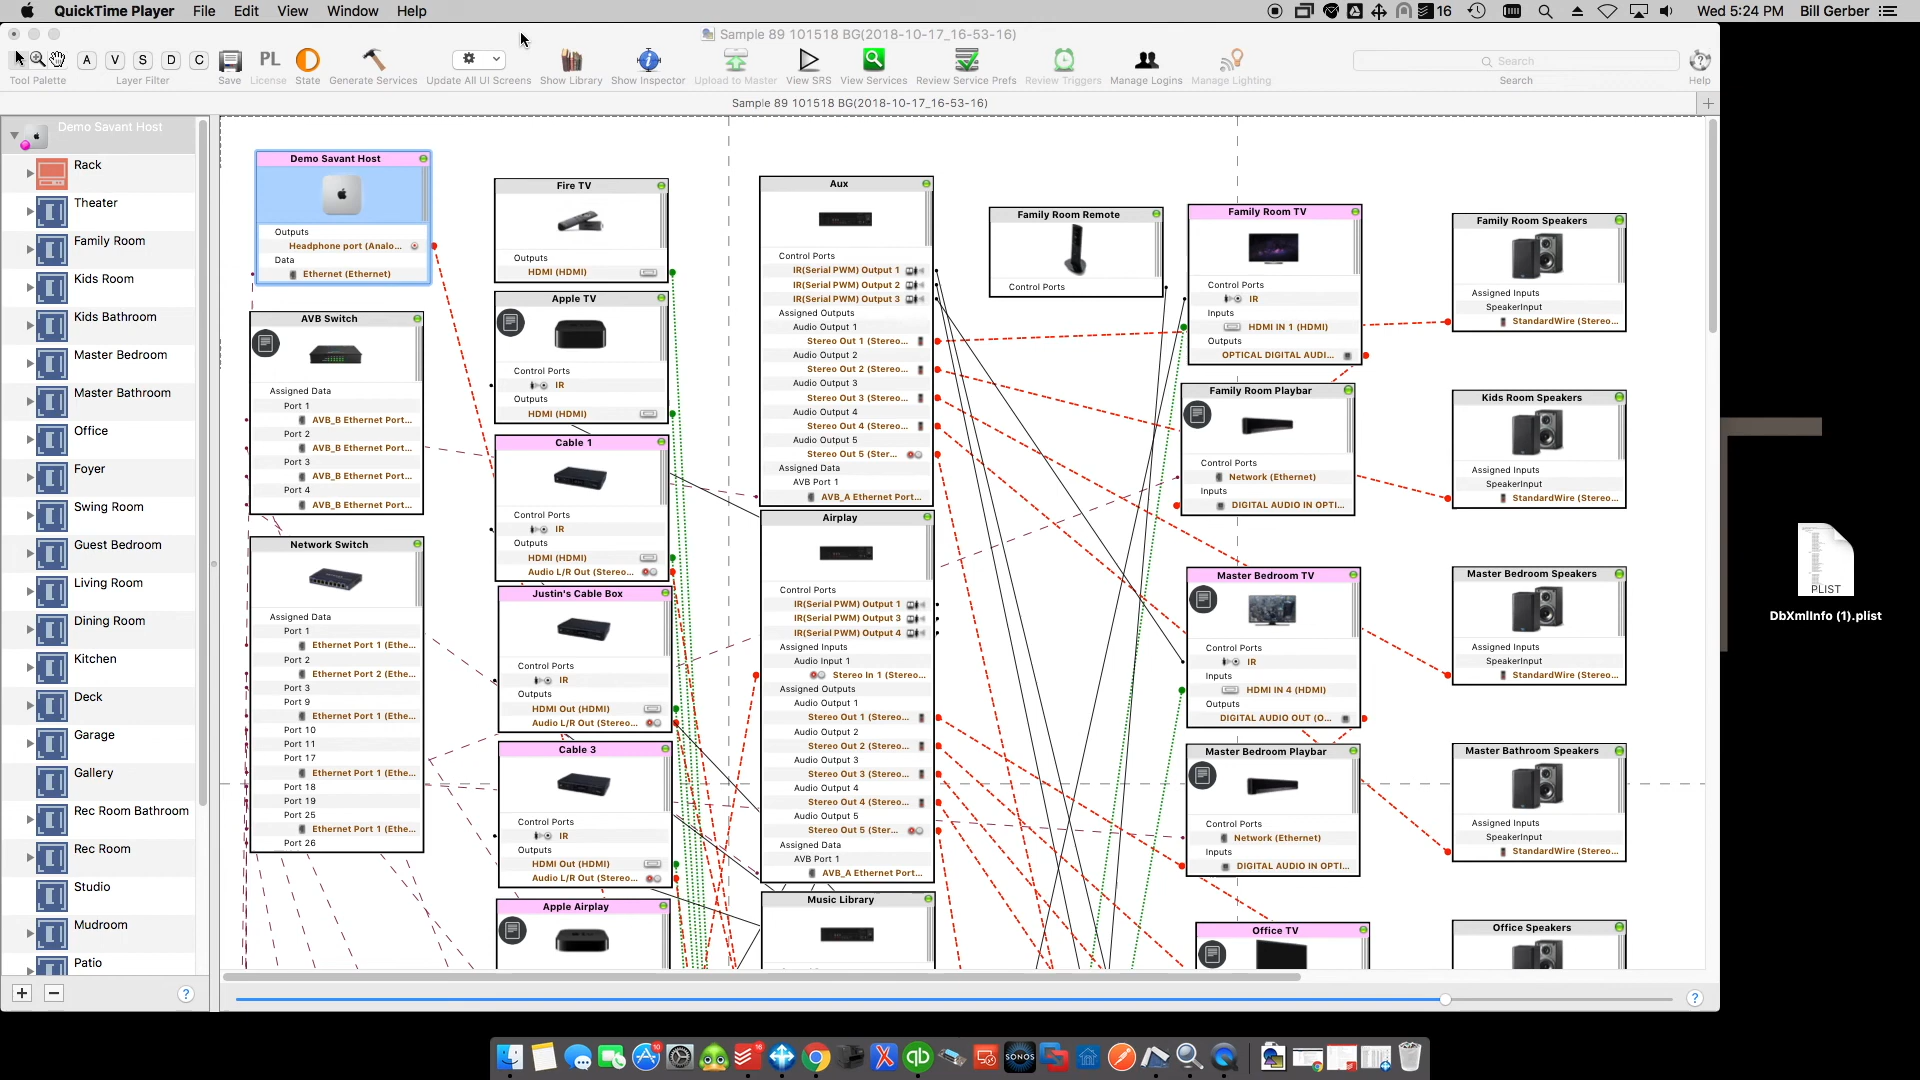 QuickTime Player File Edit View Window Help
16 Wed 5:24 PM Bill Gerber
Sample 89 101518 BG(2018-10-17_16-53-16)
A V S D C PL Search
Tool Palette Layer Filter Save License State Generate Services Update All UI Screens Show Library Show Inspector Upload to Master View SRS View Services Review Service Prefs Review Triggers Manage Logins Manage Lighting Search Help
Sample 89 101518 BG(2018-10-17_16-53-16)
Demo Savant Host
Rack
Theater
Family Room
Kids Room
Kids Bathroom
Master Bedroom
Master Bathroom
Office
Foyer
Swing Room
Guest Bedroom
Living Room
Dining Room
Kitchen
Deck
Garage
Gallery
Rec Room Bathroom
Rec Room
Studio
Mudroom
Patio
Demo Savant Host
Outputs
Headphone port (Analo...
Data
Ethernet (Ethernet)
AVB Switch
Assigned Data
Port 1
AVB_B Ethernet Port...
Port 2
AVB_B Ethernet Port...
Port 3
AVB_B Ethernet Port...
Port 4
AVB_B Ethernet Port...
Network Switch
Assigned Data
Port 1
Ethernet Port 1 (Ethe...
Port 2
Ethernet Port 2 (Ethe...
Port 3
Port 9
Ethernet Port 1 (Ethe...
Port 10
Port 11
Port 17
Ethernet Port 1 (Ethe...
Port 18
Port 19
Port 25
Ethernet Port 1 (Ethe...
Port 26
Fire TV
Outputs
HDMI (HDMI)
Apple TV
Control Ports
IR
Outputs
HDMI (HDMI)
Cable 1
Control Ports
IR
Outputs
HDMI (HDMI)
Audio L/R Out (Stereo...
Justin's Cable Box
Control Ports
IR
Outputs
HDMI Out (HDMI)
Audio L/R Out (Stereo...
Cable 3
Control Ports
IR
Outputs
HDMI Out (HDMI)
Audio L/R Out (Stereo...
Apple Airplay
Aux
Control Ports
IR(Serial PWM) Output 1
IR(Serial PWM) Output 2
IR(Serial PWM) Output 3
Assigned Outputs
Audio Output 1
Stereo Out 1 (Stereo...
Audio Output 2
Stereo Out 2 (Stereo...
Audio Output 3
Stereo Out 3 (Stereo...
Audio Output 4
Stereo Out 4 (Stereo...
Audio Output 5
Stereo Out 5 (Ster...
Assigned Data
AVB Port 1
AVB_A Ethernet Port...
Airplay
Control Ports
IR(Serial PWM) Output 1
IR(Serial PWM) Output 3
IR(Serial PWM) Output 4
Assigned Inputs
Audio Input 1
Stereo In 1 (Stereo...
Assigned Outputs
Audio Output 1
Stereo Out 1 (Stereo...
Audio Output 2
Stereo Out 2 (Stereo...
Audio Output 3
Stereo Out 3 (Stereo...
Audio Output 4
Stereo Out 4 (Stereo...
Audio Output 5
Stereo Out 5 (Ster...
Assigned Data
AVB Port 1
AVB_A Ethernet Port...
Music Library
Family Room Remote
Control Ports
Family Room TV
Control Ports
IR
Inputs
HDMI IN 1 (HDMI)
Outputs
OPTICAL DIGITAL AUDI...
Family Room Playbar
Control Ports
Network (Ethernet)
Inputs
DIGITAL AUDIO IN OPTI...
Master Bedroom TV
Control Ports
IR
Inputs
HDMI IN 4 (HDMI)
Outputs
DIGITAL AUDIO OUT (O...
Master Bedroom Playbar
Control Ports
Network (Ethernet)
Inputs
DIGITAL AUDIO IN OPTI...
Office TV
Family Room Speakers
Assigned Inputs
SpeakerInput
StandardWire (Stereo...
Kids Room Speakers
Assigned Inputs
SpeakerInput
StandardWire (Stereo...
Master Bedroom Speakers
Assigned Inputs
SpeakerInput
StandardWire (Stereo...
Master Bathroom Speakers
Assigned Inputs
SpeakerInput
StandardWire (Stereo...
Office Speakers
PLIST
DbXmlInfo (1).plist
SONOS